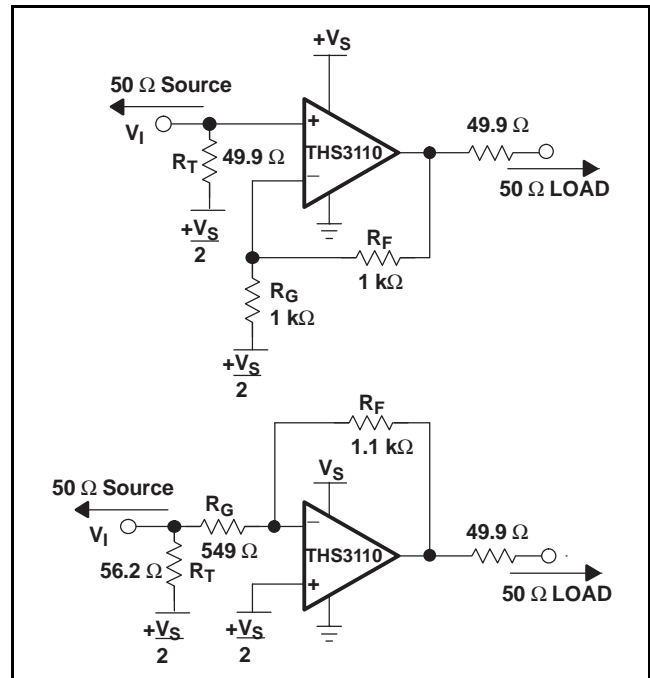 +VS
50 Ω Source
VI
+
THS3110
−
49.9 Ω
50 Ω LOAD
RT
49.9 Ω
+VS
2
RF
1 kΩ
RG
1 kΩ
+VS
2
RF
1.1 kΩ
VS
50 Ω Source
VI
RG
549 Ω
−
THS3110
+
49.9 Ω
50 Ω LOAD
56.2 Ω
RT
+VS
2
+VS
2